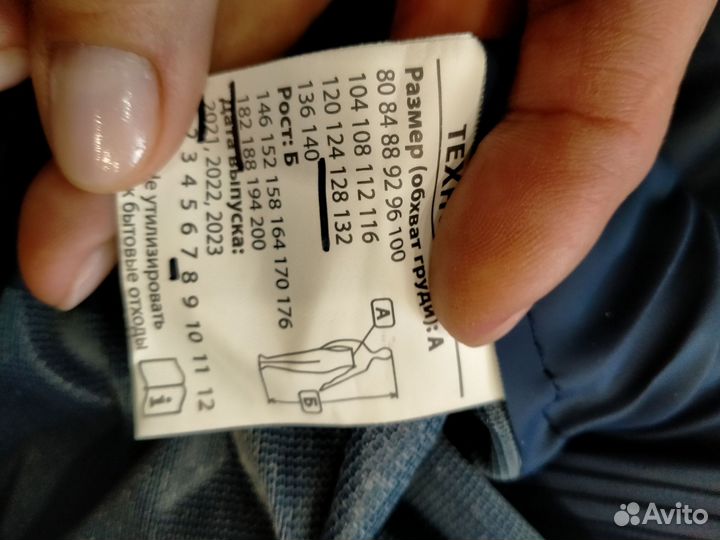 ТЕХН
Размер (обхват груди): А
80 84 88 92 96 100
104 108 112 116
120 124 128 132
136 140
Рост: Б
146 152 158 164 170 176
182 188 194 200
Дата выпуска:
2021, 2022, 2023
3 4 5 6 7 8 9 10 11 12
Не утилизировать
бытовые отходы
А
Б
i
Avito